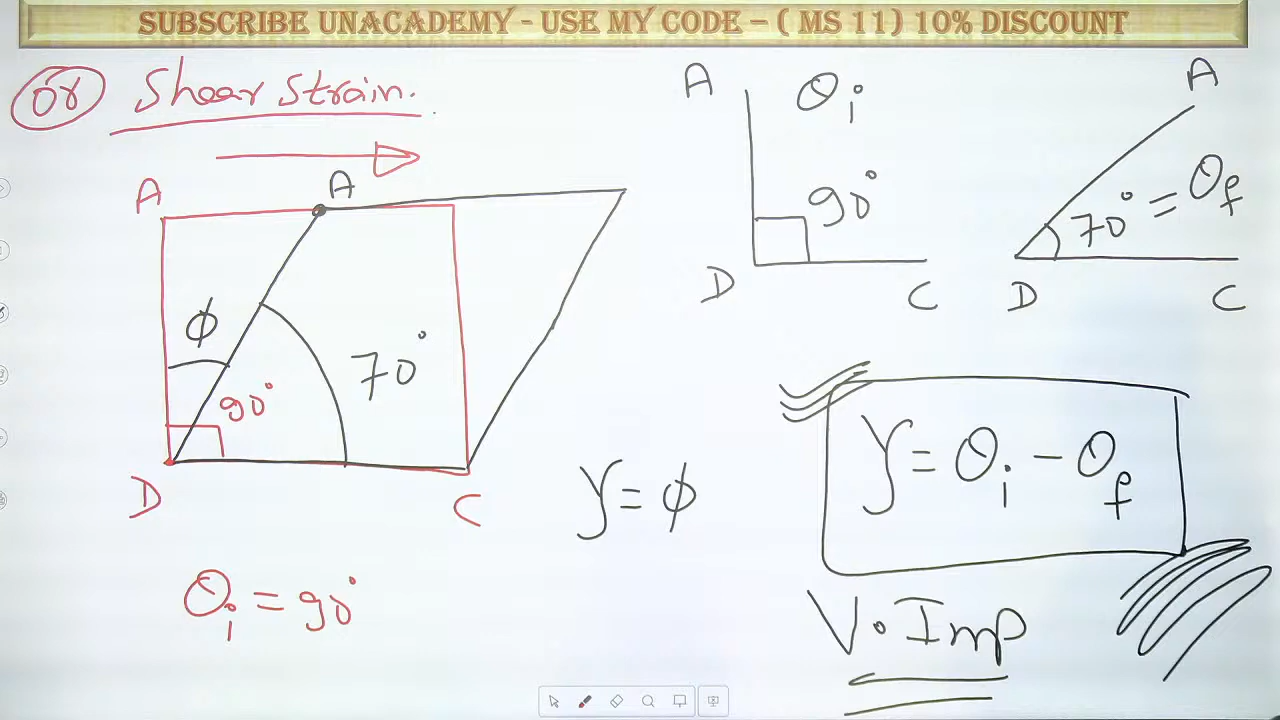 SUBSCRIBE UNACADEMY - USE MY CODE – ( MS 11) 10% DISCOUNT
or Shear Strain.
A A
ϕ 90° 70°
D C
θi = 90°
A θi
90°
D C
A
70° = θf
D C
γ = ϕ
γ = θi - θf
V. Imp